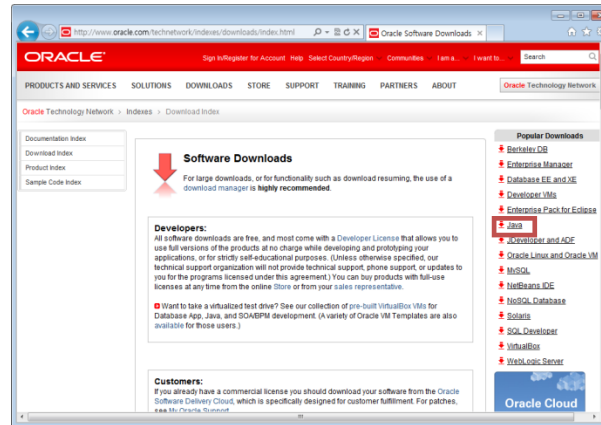 http://www.oracle.com/technetwork/indexes/downloads/index.html
Oracle Software Downloads
ORACLE
Sign In/Register for Account Help Select Country/Region Communities I am a... I want to... Search
PRODUCTS AND SERVICES SOLUTIONS DOWNLOADS STORE SUPPORT TRAINING PARTNERS ABOUT Oracle Technology Network
Oracle Technology Network > Indexes > Download Index
Documentation Index
Download Index
Product Index
Sample Code Index
Software Downloads
For large downloads, or for functionality such as download resuming, the use of a
download manager is highly recommended.
Developers:
All software downloads are free, and most come with a Developer License that allows you to
use full versions of the products at no charge while developing and prototyping your
applications, or for strictly self-educational purposes. (Unless otherwise specified, our
technical support organization will not provide technical support, phone support, or updates to
you for the programs licensed under this agreement.) You can buy products with full-use
licenses at any time from the online Store or from your sales representative.
Want to take a virtualized test drive? See our collection of pre-built VirtualBox VMs for
Database App, Java, and SOA/BPM development. (A variety of Oracle VM Templates are also
available for those users.)
Customers:
If you already have a commercial license you should download your software from the Oracle
Software Delivery Cloud, which is specifically designed for customer fulfillment. For patches,
see My Oracle Support
Popular Downloads
Berkeley DB
Enterprise Manager
Database EE and XE
Developer VMs
Enterprise Pack for Eclipse
Java
JDeveloper and ADF
Oracle Linux and Oracle VM
MySQL
NetBeans IDE
NoSQL Database
Solaris
SQL Developer
VirtualBox
WebLogic Server
Oracle Cloud